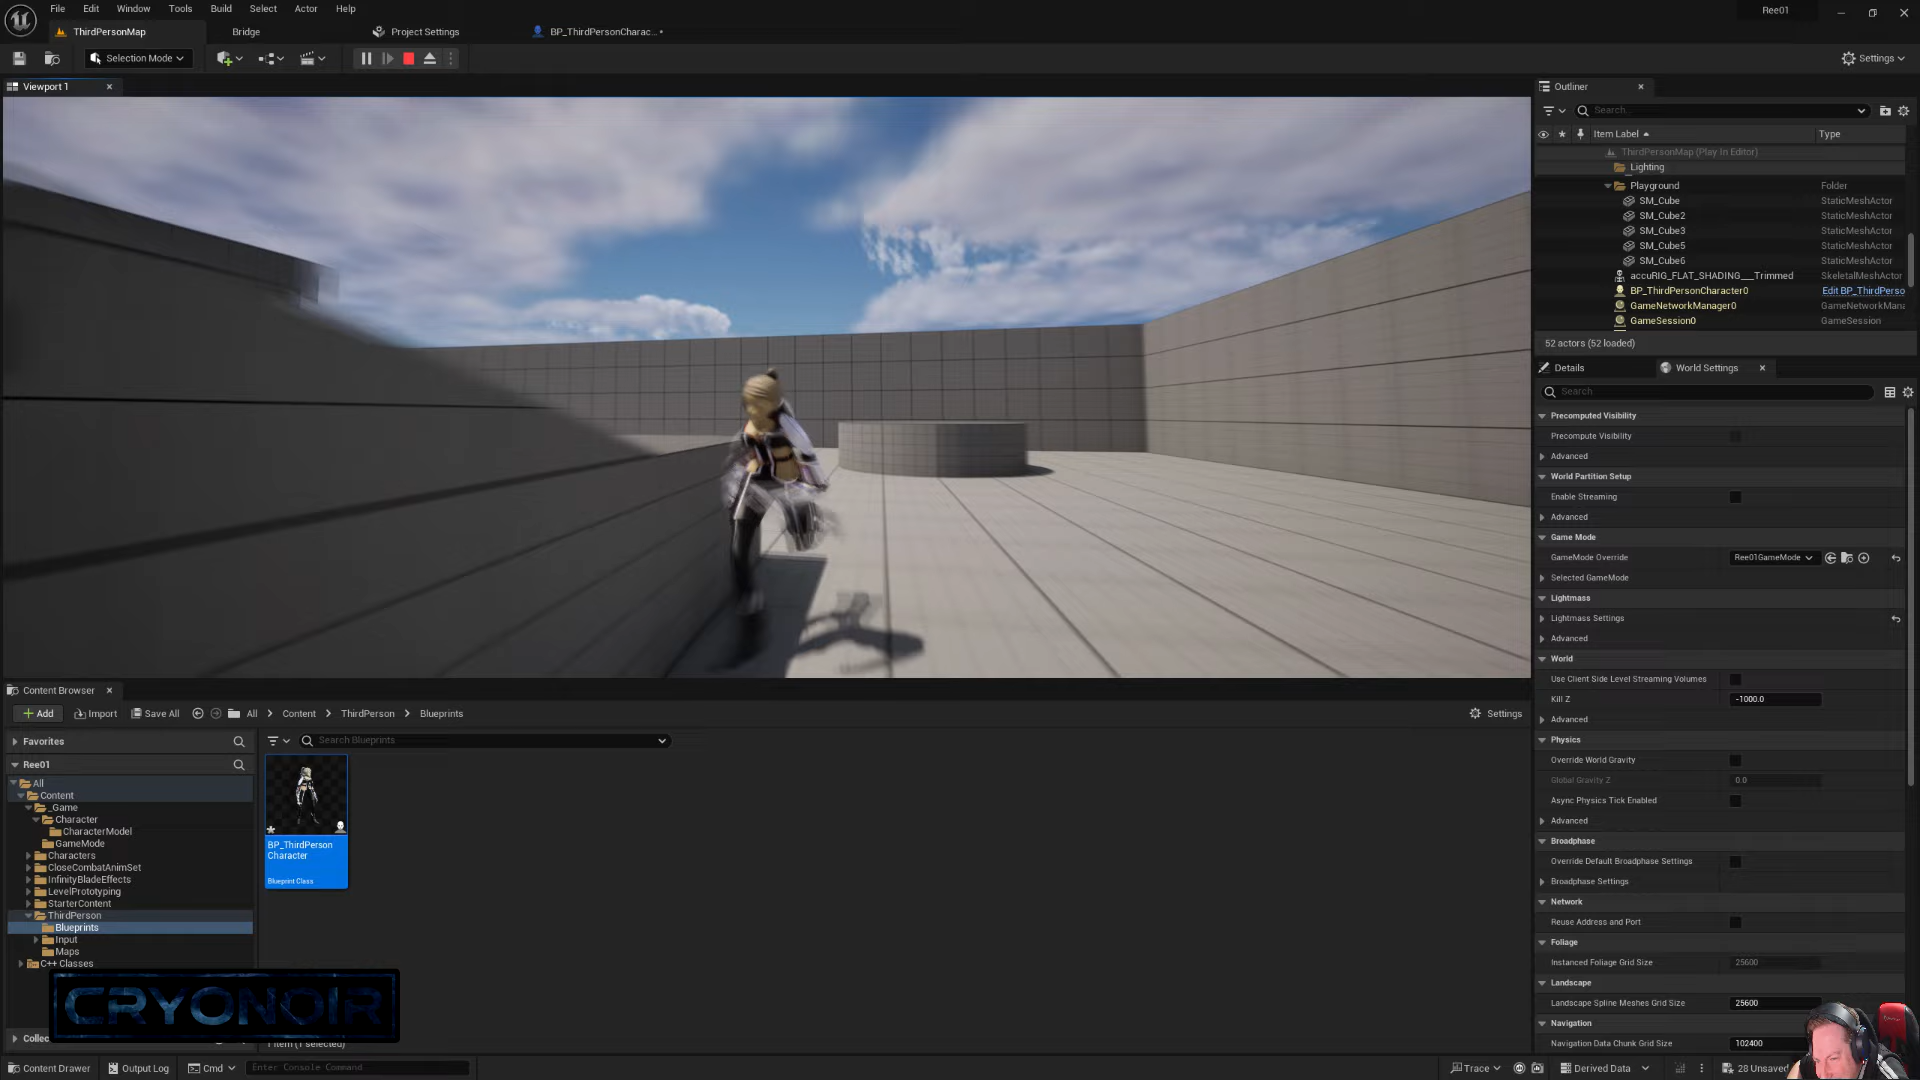 File Edit Window Tools Build Select Actor Help
Ree01
ThirdPersonMap Bridge Project Settings BP_ThirdPersonCharac... •
Selection Mode
Settings
Viewport 1
Outliner
Search
Item Label Type
ThirdPersonMap (Play In Editor)
Lighting
Playground Folder
SM_Cube StaticMeshActor
SM_Cube2 StaticMeshActor
SM_Cube3 StaticMeshActor
SM_Cube5 StaticMeshActor
SM_Cube6 StaticMeshActor
accuRIG_FLAT_SHADING___Trimmed SkeletalMeshActor
BP_ThirdPersonCharacter0 Edit BP_ThirdPerso
GameNetworkManager0 GameNetworkMana
GameSession0 GameSession
52 actors (52 loaded)
Details World Settings
Search
Precomputed Visibility
Precompute Visibility
Advanced
World Partition Setup
Enable Streaming
Advanced
Game Mode
GameMode Override Ree01GameMode
Selected GameMode
Lightmass
Lightmass Settings
Advanced
World
Use Client Side Level Streaming Volumes
Kill Z -1000.0
Advanced
Physics
Override World Gravity
Global Gravity Z 0.0
Async Physics Tick Enabled
Advanced
Broadphase
Override Default Broadphase Settings
Broadphase Settings
Network
Reuse Address and Port
Foliage
Instanced Foliage Grid Size 25600
Landscape
Landscape Spline Meshes Grid Size 25600
Navigation
Navigation Data Chunk Grid Size 102400
Content Browser
Add Import Save All All Content ThirdPerson Blueprints
Settings
Favorites
Search Blueprints
Ree01
All
Content
_Game
Character
CharacterModel
GameMode
Characters
CloseCombatAnimSet
InfinityBladeEffects
LevelPrototyping
StarterContent
ThirdPerson
Blueprints
Input
Maps
C++ Classes
BP_ThirdPerson
Character
Blueprint Class
CRYONOIR
Collec
1 item (1 selected)
Content Drawer Output Log Cmd Enter Console Command
Trace Derived Data 28 Unsaved